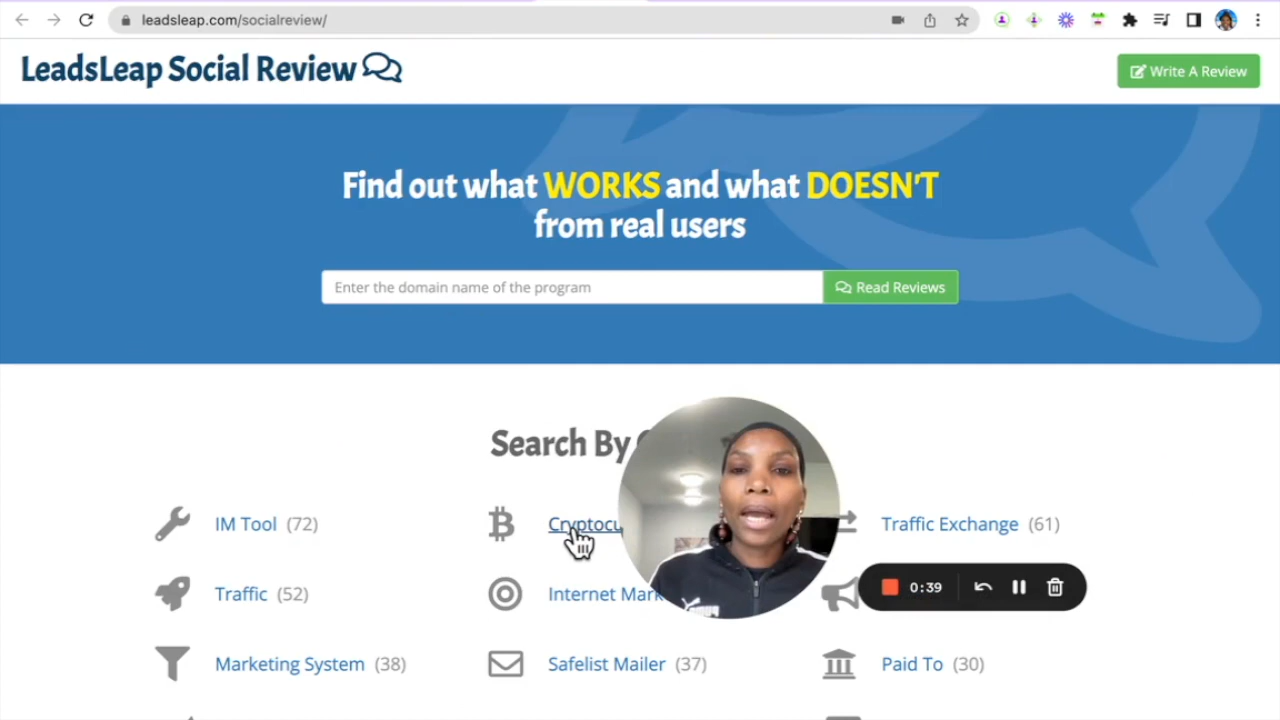 leadsleap.com/socialreview/
LeadsLeap Social Review
Write A Review
Find out what WORKS and what DOESN'T
from real users
Enter the domain name of the program
Read Reviews
Search By
IM Tool (72)
Traffic Exchange (61)
Traffic (52)
Internet
0:39
Marketing System (38)
Safelist Mailer (37)
Paid To (30)